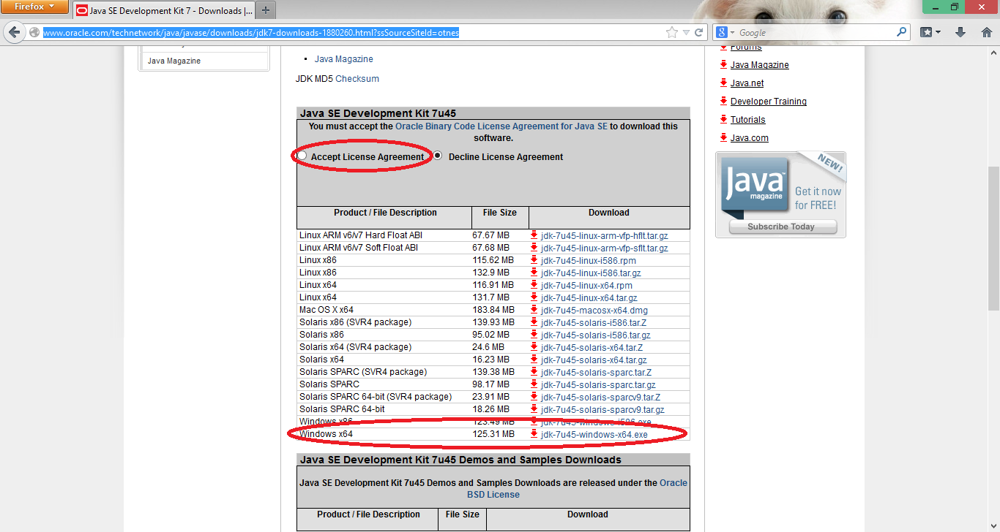 Firefox
Java SE Development Kit 7 - Downloads |...
www.oracle.com/technetwork/java/javase/downloads/jdk7-downloads-1880260.html?ssSourceSiteId=otnes
Google
Java Magazine
Java Magazine
JDK MD5 Checksum
Java SE Development Kit 7u45
You must accept the Oracle Binary Code License Agreement for Java SE to download this
software.
Accept License Agreement Decline License Agreement
Product / File Description File Size Download
Linux ARM v6/v7 Hard Float ABI 67.67 MB jdk-7u45-linux-arm-vfp-hflt.tar.gz
Linux ARM v6/v7 Soft Float ABI 67.68 MB jdk-7u45-linux-arm-vfp-sflt.tar.gz
Linux x86 115.62 MB jdk-7u45-linux-i586.rpm
Linux x86 132.9 MB jdk-7u45-linux-i586.tar.gz
Linux x64 116.91 MB jdk-7u45-linux-x64.rpm
Linux x64 131.7 MB jdk-7u45-linux-x64.tar.gz
Mac OS X x64 183.84 MB jdk-7u45-macosx-x64.dmg
Solaris x86 (SVR4 package) 139.93 MB jdk-7u45-solaris-i586.tar.Z
Solaris x86 95.02 MB jdk-7u45-solaris-i586.tar.gz
Solaris x64 (SVR4 package) 24.6 MB jdk-7u45-solaris-x64.tar.Z
Solaris x64 16.23 MB jdk-7u45-solaris-x64.tar.gz
Solaris SPARC (SVR4 package) 139.38 MB jdk-7u45-solaris-sparc.tar.Z
Solaris SPARC 98.17 MB jdk-7u45-solaris-sparc.tar.gz
Solaris SPARC 64-bit (SVR4 package) 23.91 MB jdk-7u45-solaris-sparcv9.tar.Z
Solaris SPARC 64-bit 18.26 MB jdk-7u45-solaris-sparcv9.tar.gz
Windows x86 123.49 MB jdk-7u45-windows-i586.exe
Windows x64 125.31 MB jdk-7u45-windows-x64.exe
Java SE Development Kit 7u45 Demos and Samples Downloads
Java SE Development Kit 7u45 Demos and Samples Downloads are released under the Oracle
BSD License
Product / File Description File Size Download
Forums
Java Magazine
Java.net
Developer Training
Tutorials
Java.com
NEW!
Java™
magazine
Get it now
for FREE!
Subscribe Today